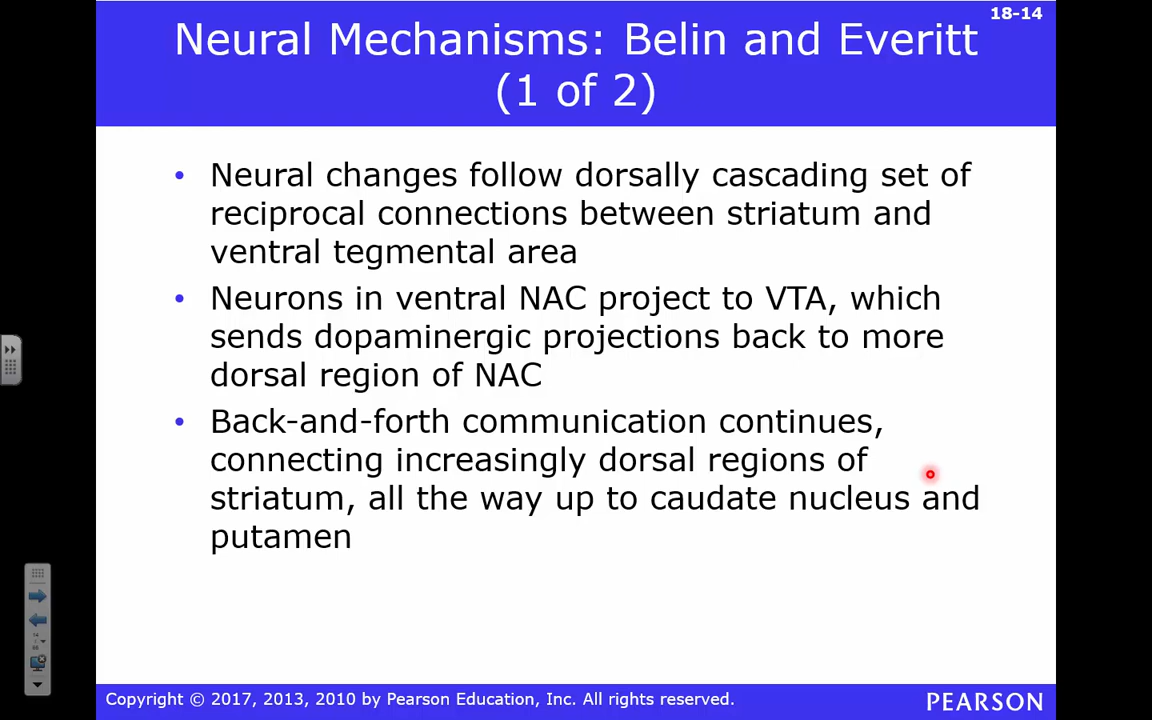 18-14
Neural Mechanisms: Belin and Everitt
(1 of 2)
• Neural changes follow dorsally cascading set of
reciprocal connections between striatum and
ventral tegmental area
• Neurons in ventral NAC project to VTA, which
sends dopaminergic projections back to more
dorsal region of NAC
• Back-and-forth communication continues,
connecting increasingly dorsal regions of
striatum, all the way up to caudate nucleus and
putamen
Copyright © 2017, 2013, 2010 by Pearson Education, Inc. All rights reserved.
PEARSON